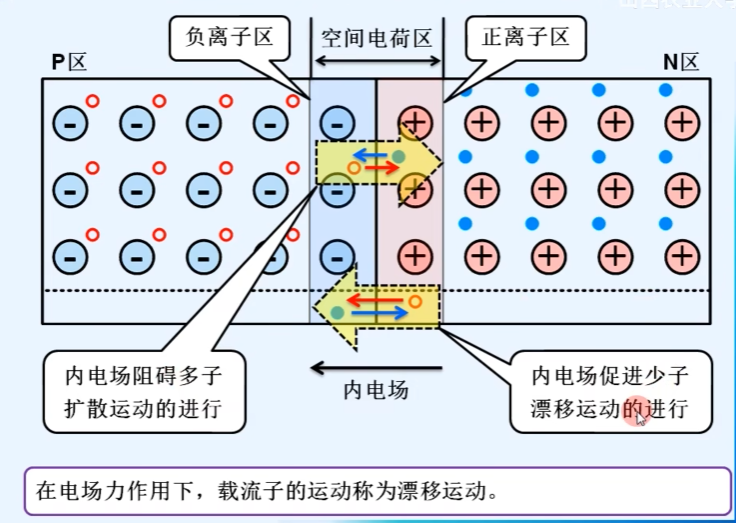 负离子区
空间电荷区
正离子区
P区
N区
内电场阻碍多子
扩散运动的进行
内电场
内电场促进少子
漂移运动的进行
在电场力作用下，载流子的运动称为漂移运动。